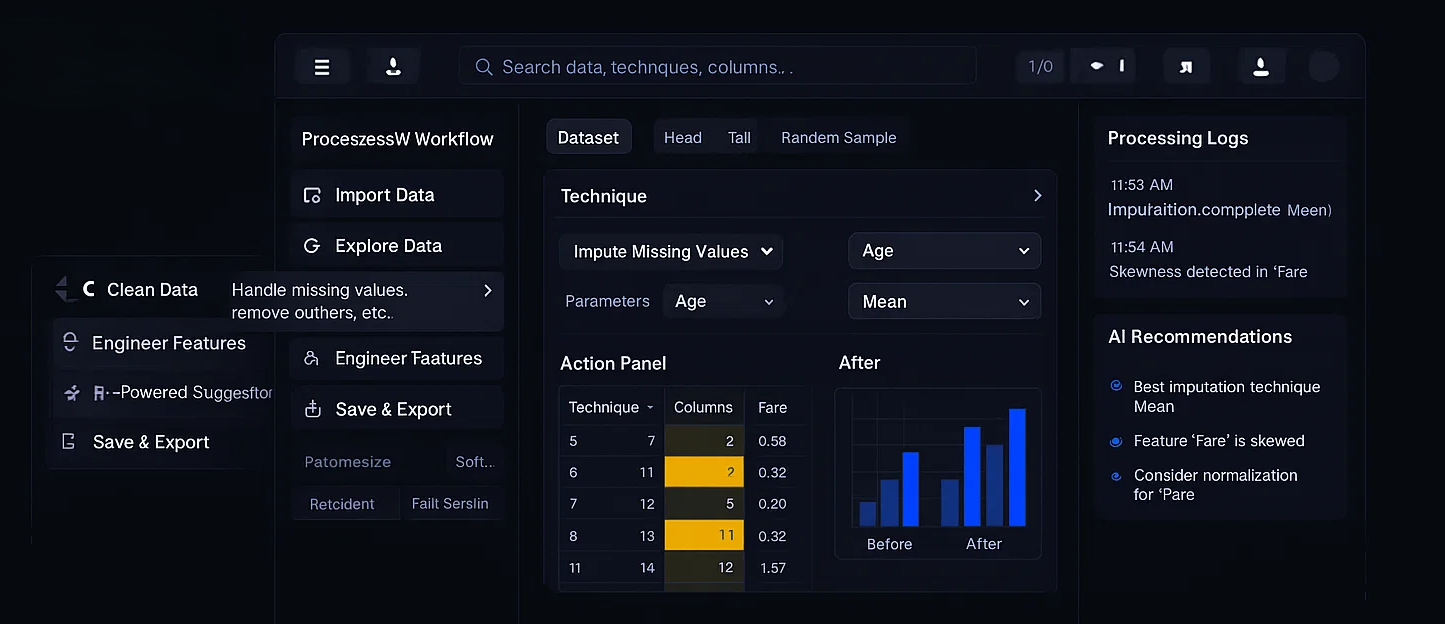 Search data, technques, columns.. .
1/0
ProceszessW Workflow
Import Data
Explore Data
Clean Data
Handle missing values.
remove outhers, etc..
Engineer Features
-Powered Suggesftor
Save & Export
Engineer Taatures
Save & Export
Patomesize Soft...
Retcident Failt Serslin
Dataset Head Tall Randem Sample
Technique
Impute Missing Values Age
Parameters Age Mean
Action Panel
Technique Columns Fare
5 7 2 0.58
6 11 2 0.32
7 12 5 0.20
8 13 11 0.32
11 14 12 1.57
After
Before After
Processing Logs
11:53 AM
Impuraition.compplete Meen)
11:54 AM
Skewness detected in ‘Fare
AI Recommendations
Best imputation technique
Mean
Feature ‘Fare’ is skewed
Consider normalization
for ‘Pare